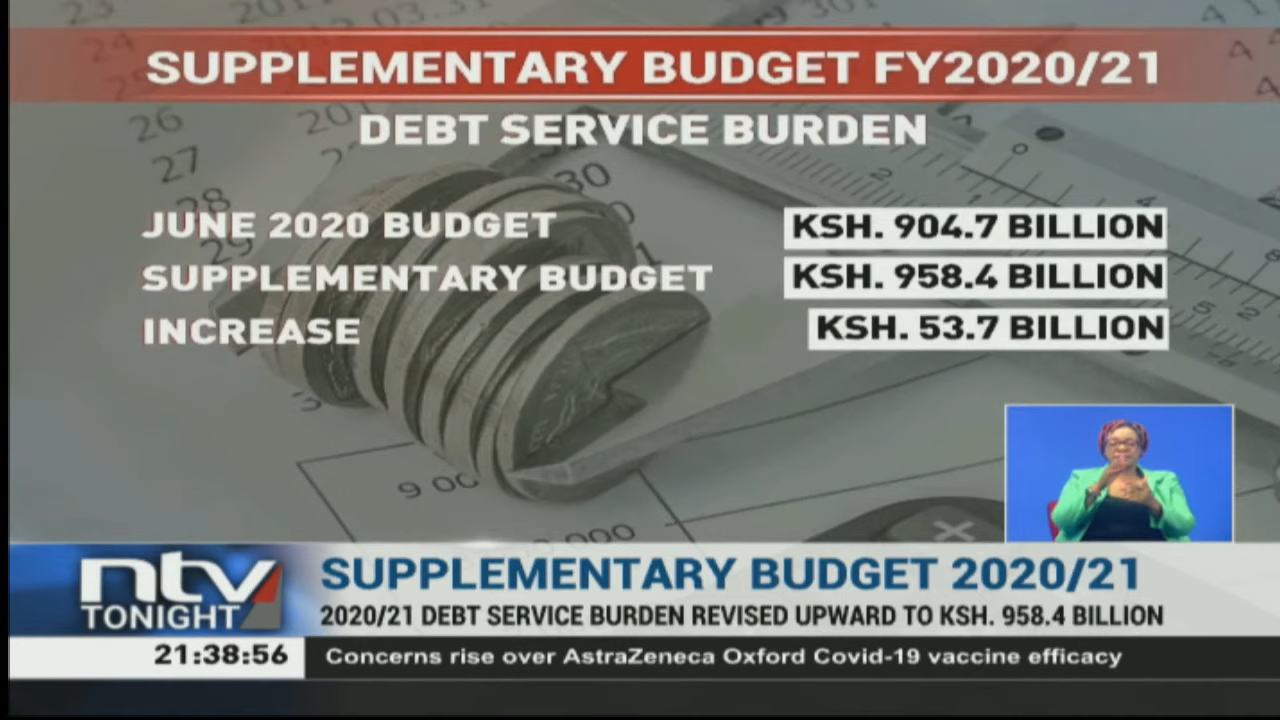 SUPPLEMENTARY BUDGET FY2020/21
DEBT SERVICE BURDEN
JUNE 2020 BUDGET KSH. 904.7 BILLION
SUPPLEMENTARY BUDGET KSH. 958.4 BILLION
INCREASE KSH. 53.7 BILLION
ntv
TONIGHT
SUPPLEMENTARY BUDGET 2020/21
2020/21 DEBT SERVICE BURDEN REVISED UPWARD TO KSH. 958.4 BILLION
21:38:56 Concerns rise over AstraZeneca Oxford Covid-19 vaccine efficacy